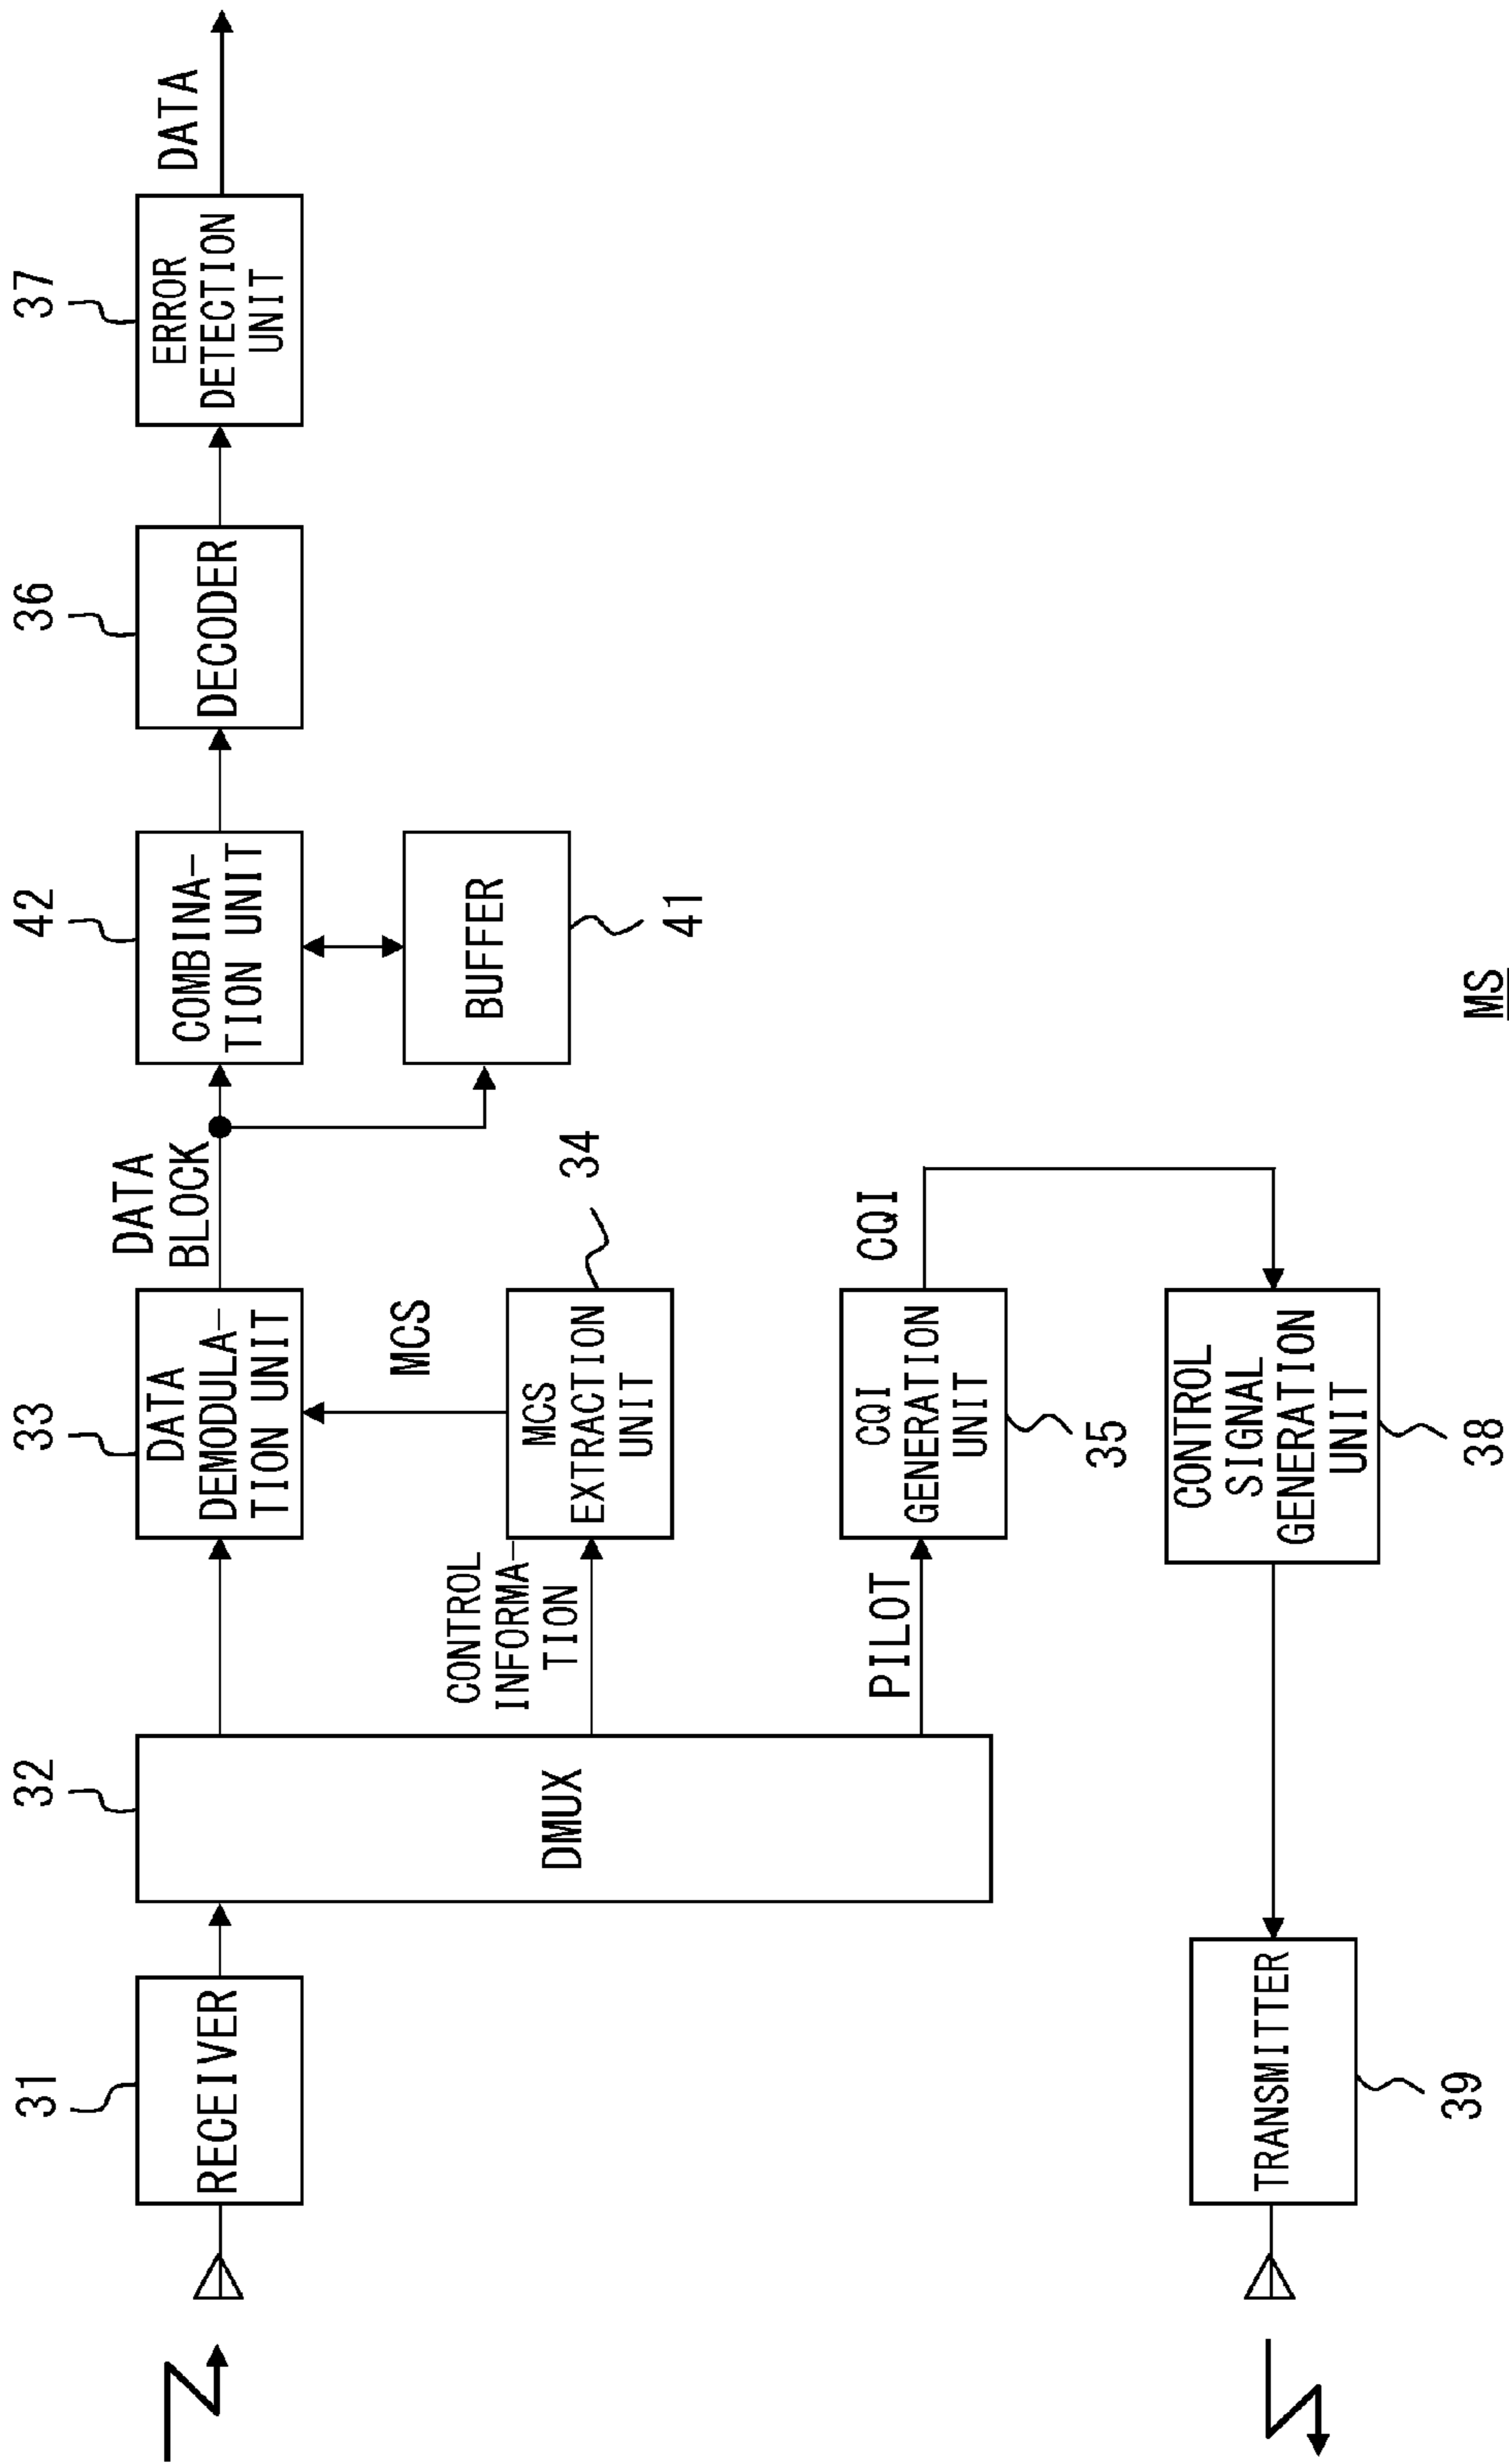 31
RECEIVER
32
DMUX
33
DATA
DEMODULA-
TION UNIT
DATA
BLOCK
42
COMBINA-
TION UNIT
36
DECODER
37
ERROR
DETECTION
UNIT
DATA
MCS
BUFFER
41
CONTROL
INFORMA-
TION
MCS
EXTRACTION
UNIT
34
PILOT
CQI
GENERATION
UNIT
35
CQI
CONTROL
SIGNAL
GENERATION
UNIT
38
TRANSMITTER
39
MS